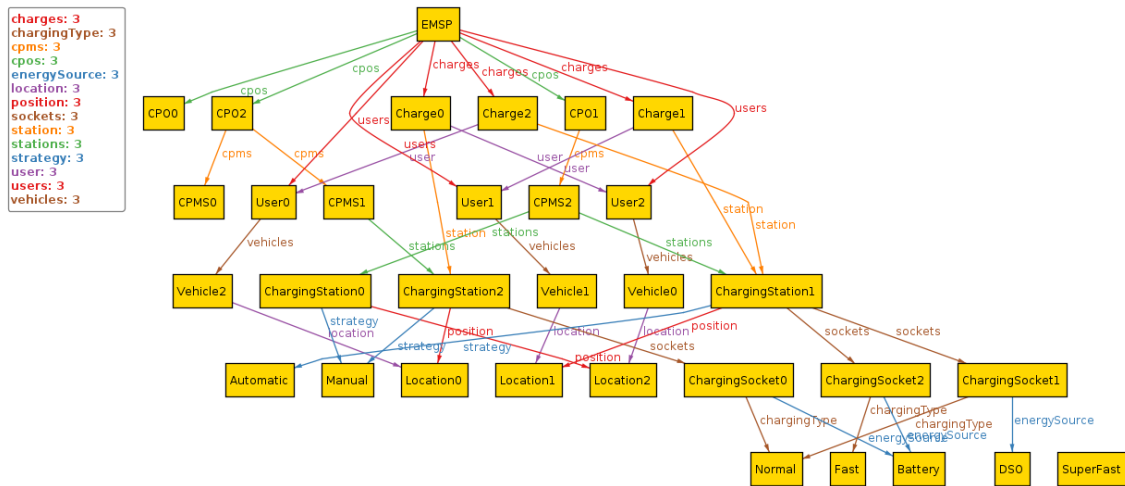 charges: 3
chargingType: 3
cpms: 3
cpos: 3
energySource: 3
location: 3
position: 3
sockets: 3
station: 3
stations: 3
strategy: 3
user: 3
users: 3
vehicles: 3
EMSP
charges
charges
cpos
charges
cpos
cpos
users
users
CPO0
CPO2
Charge0
Charge2
CPO1
Charge1
users
cpms
cpms
user
user
cpms
user
CPMS0
User0
CPMS1
User1
CPMS2
User2
station
station
station
stations
stations
stations
vehicles
vehicles
vehicles
Vehicle2
ChargingStation0
ChargingStation2
Vehicle1
Vehicle0
ChargingStation1
strategy
location
position
location
location
position
sockets
sockets
strategy
strategy
sockets
position
Automatic
Manual
Location0
Location1
Location2
ChargingSocket0
ChargingSocket2
ChargingSocket1
chargingType
chargingType
chargingType
energySource
energySource
energySource
Normal
Fast
Battery
DSO
SuperFast